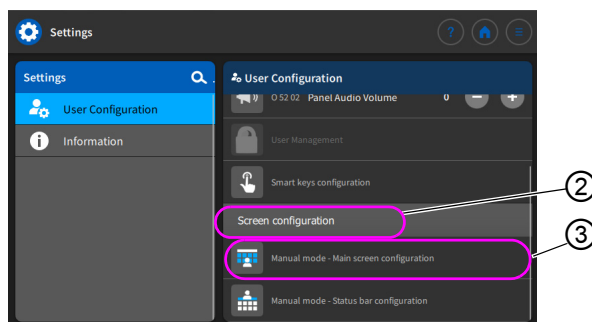 Settings
?
Settings
User Configuration
Information
User Configuration
O 52 02 Panel Audio Volume 0 − +
User Management
Smart keys configuration
Screen configuration
Manual mode - Main screen configuration
Manual mode - Status bar configuration
2
3